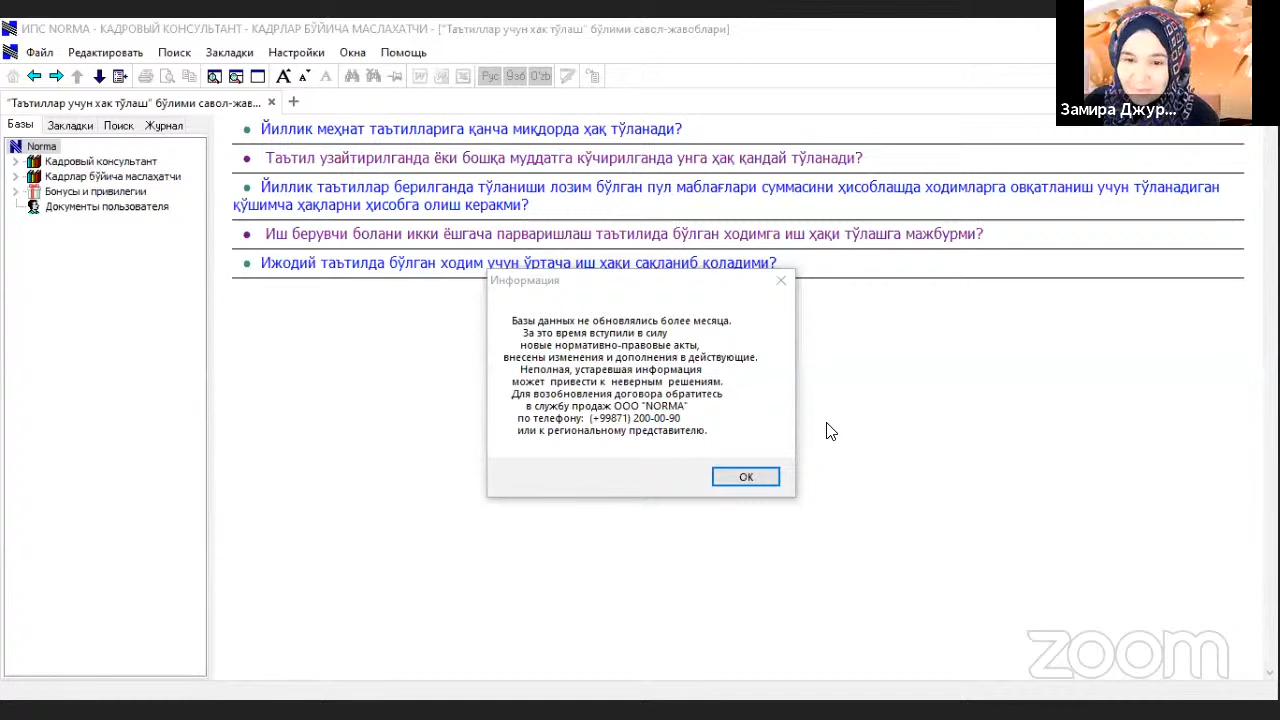 ИПС NORMA - КАДРОВЫЙ КОНСУЛЬТАНТ - КАДРЛАР БЎЙИЧА МАСЛАХАТЧИ - ["Таътиллар учун хак тўлаш" бўлими савол-жавоблари]
Файл Редактировать Поиск Закладки Настройки Окна Помощь
Рус Ўзб O'zb
"Таътиллар учун хак тўлаш" бўлими савол-жав...
Базы Закладки Поиск Журнал
Norma
Кадровый консультант
Кадрлар бўйича маслаҳатчи
Бонусы и привилегии
Документы пользователя
Замира Джур...
Йиллик меҳнат таътилларига қанча миқдорда ҳақ тўланади?
Таътил узайтирилганда ёки бошқа муддатга кўчирилганда унга ҳақ қандай тўланади?
Йиллик таътиллар берилганда тўланиши лозим бўлган пул маблағлари суммасини ҳисоблашда ходимларга овқатланиш учун тўланадиган
қўшимча ҳақларни ҳисобга олиш керакми?
Иш берувчи болани икки ёшгача парваришлаш таътилида бўлган ходимга иш ҳақи тўлашга мажбурми?
Ижодий таътилда бўлган ходим учун ўртача иш ҳақи сақланиб қоладими?
Информация
Базы данных не обновлялись более месяца.
За это время вступили в силу
новые нормативно-правовые акты,
внесены изменения и дополнения в действующие.
Неполная, устаревшая информация
может привести к неверным решениям.
Для возобновления договора обратитесь
в службу продаж ООО "NORMA"
по телефону: (+99871) 200-00-90
или к региональному представителю.
ОК
zoom